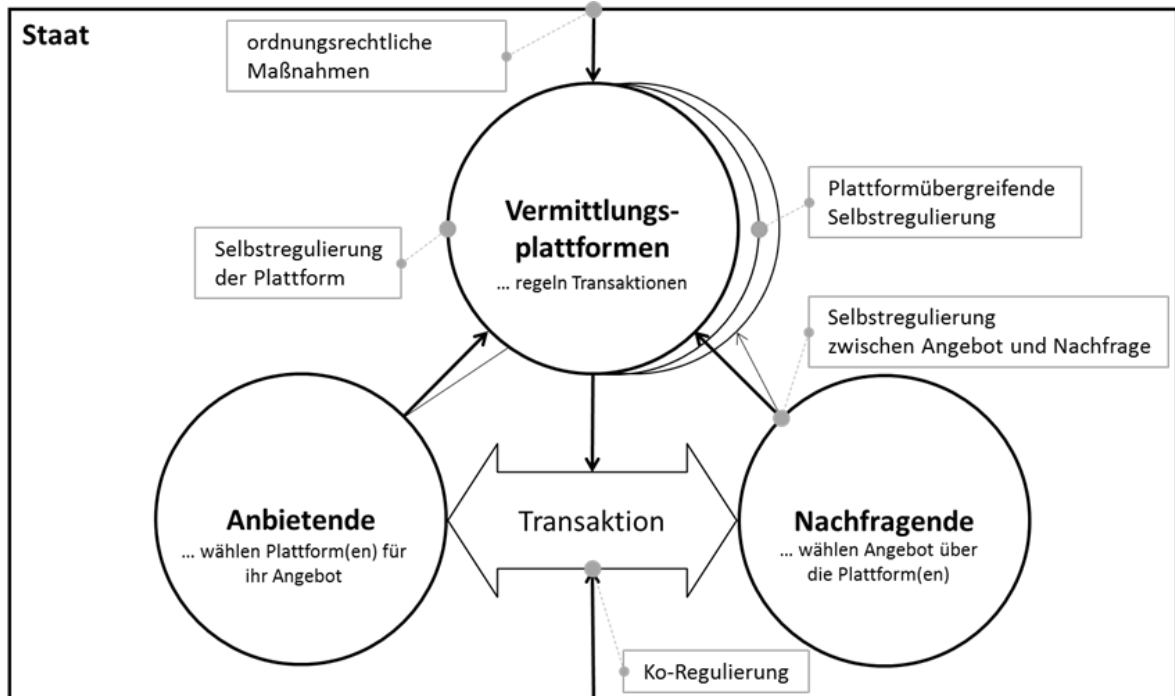 Staat
ordnungsrechtliche
Maßnahmen
Vermittlungs-
plattformen
... regeln Transaktionen
Plattformübergreifende
Selbstregulierung
Selbstregulierung
der Plattform
Selbstregulierung
zwischen Angebot und Nachfrage
Anbietende
... wählen Plattform(en) für
ihr Angebot
Transaktion
Nachfragende
... wählen Angebot über
die Plattform(en)
Ko-Regulierung